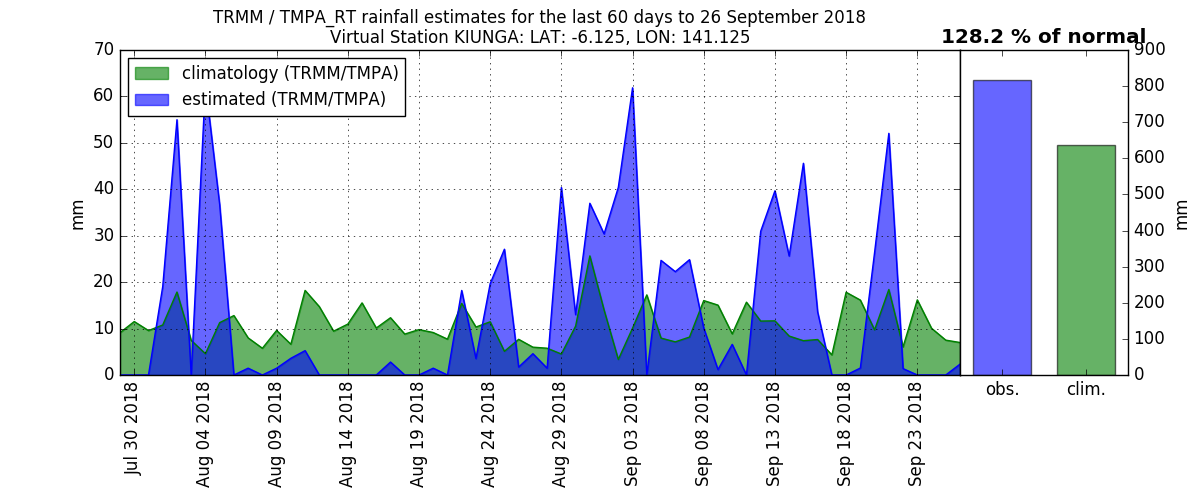 TRMM / TMPA_RT rainfall estimates for the last 60 days to 26 September 2018
Virtual Station KIUNGA: LAT: -6.125, LON: 141.125
128.2 % of normal
climatology (TRMM/TMPA)
estimated (TRMM/TMPA)
mm
70
60
50
40
30
20
10
0
Jul 30 2018
Aug 04 2018
Aug 09 2018
Aug 14 2018
Aug 19 2018
Aug 24 2018
Aug 29 2018
Sep 03 2018
Sep 08 2018
Sep 13 2018
Sep 18 2018
Sep 23 2018
900
800
700
600
500
400
300
200
100
0
mm
obs.
clim.